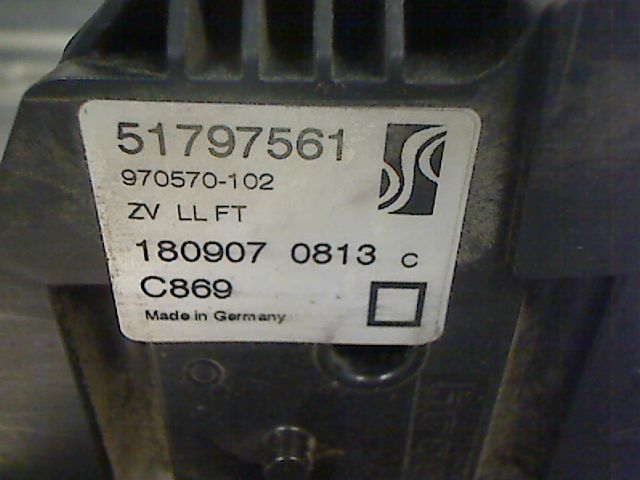 51797561
970570-102
ZV LL FT
180907 0813 C
C869
Made in Germany